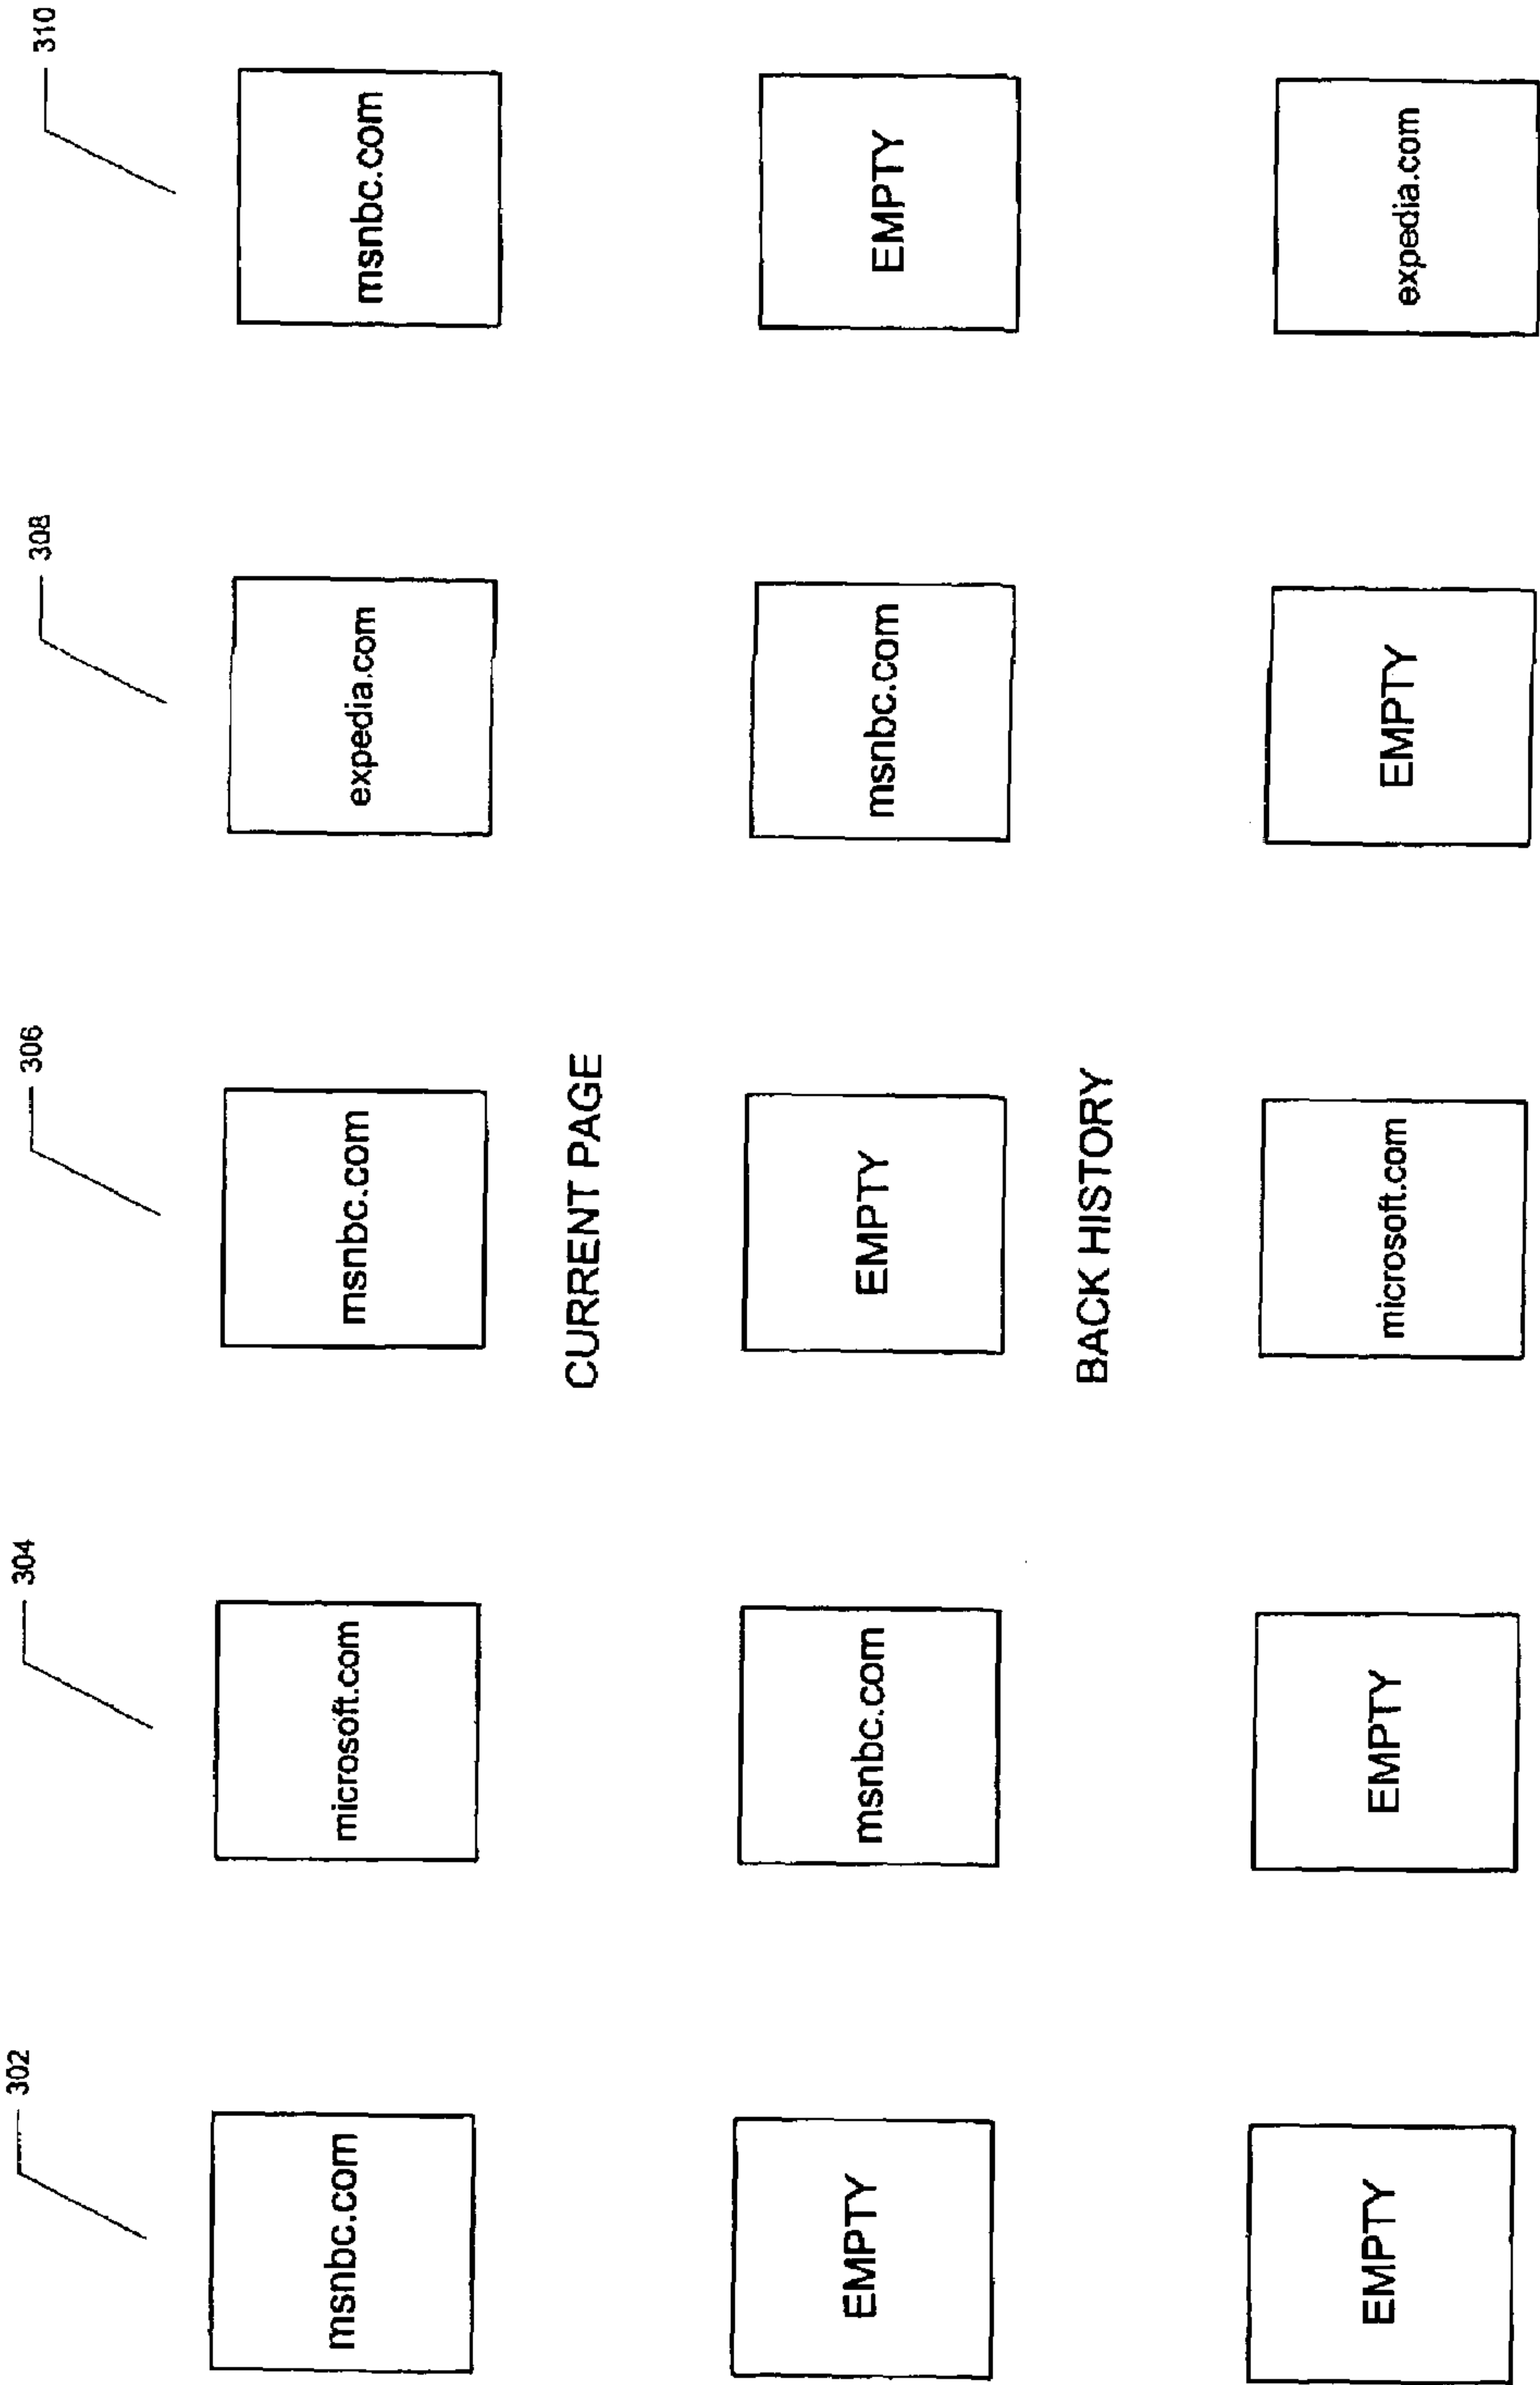 302 304 306 308 310
msnbc.com microsoft.com msnbc.com expedia.com msnbc.com
CURRENT PAGE
EMPTY msnbc.com EMPTY msnbc.com EMPTY
BACK HISTORY
EMPTY EMPTY microsoft.com EMPTY expedia.com